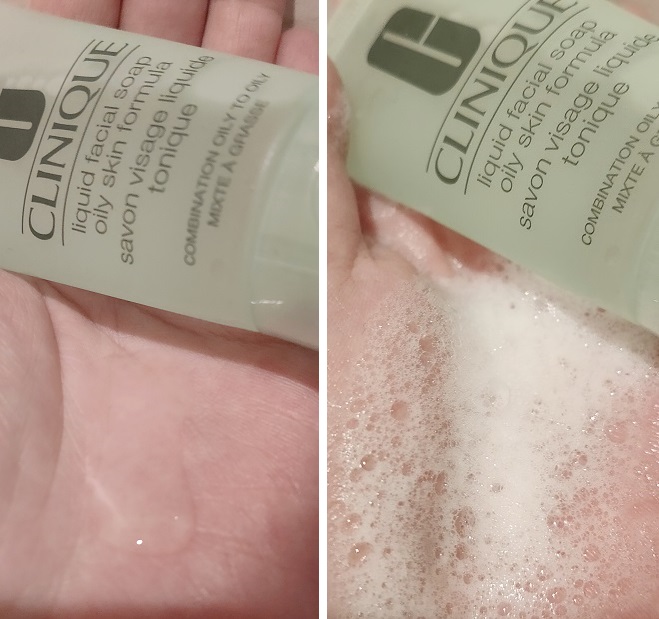 CLINIQUE
liquid facial soap
oily skin formula
savon visage liquide
tonique
COMBINATION OILY TO OILY
MIXTE À GRASSE
CLINIQUE
liquid facial soap
oily skin formula
savon visage liquide
tonique
COMBINATION OILY
MIXTE À G